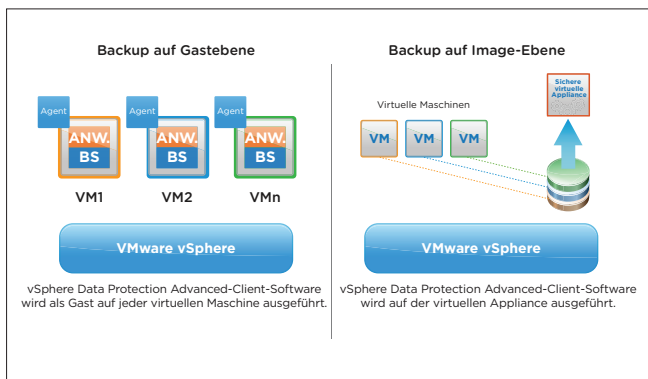 Backup auf Gastebene
Agent
ANW.
BS
VM1
Agent
ANW.
BS
VM2
Agent
ANW.
BS
VMn
VMware vSphere
vSphere Data Protection Advanced-Client-Software
wird als Gast auf jeder virtuellen Maschine ausgeführt.
Backup auf Image-Ebene
Sichere
virtuelle
Appliance
Virtuelle Maschinen
VM
VM
VM
VMware vSphere
vSphere Data Protection Advanced-Client-Software
wird auf der virtuellen Appliance ausgeführt.